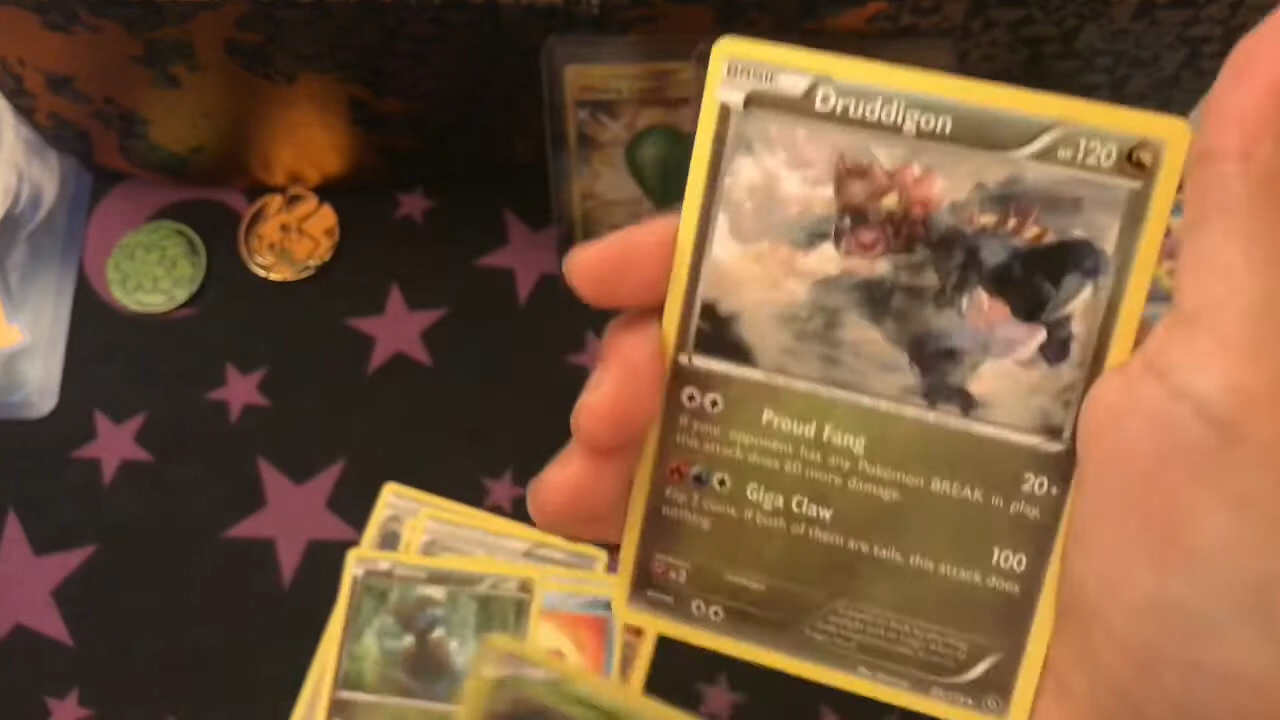 BASIC
Druddigon
HP120
Proud Fang
20+
If your opponent has any Pokémon BREAK in play,
this attack does 60 more damage.
Giga Claw
100
Flip 2 coins. If both of them are tails, this attack does
nothing.
×2